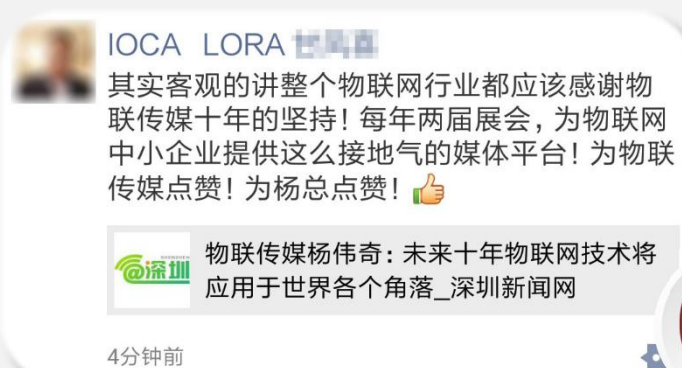 IOCA LORA
其实客观的讲整个物联网行业都应该感谢物
联传媒十年的坚持！每年两届展会，为物联网
中小企业提供这么接地气的媒体平台！为物联
传媒点赞！为杨总点赞！
@深圳
物联传媒杨伟奇：未来十年物联网技术将
应用于世界各个角落_深圳新闻网
4分钟前